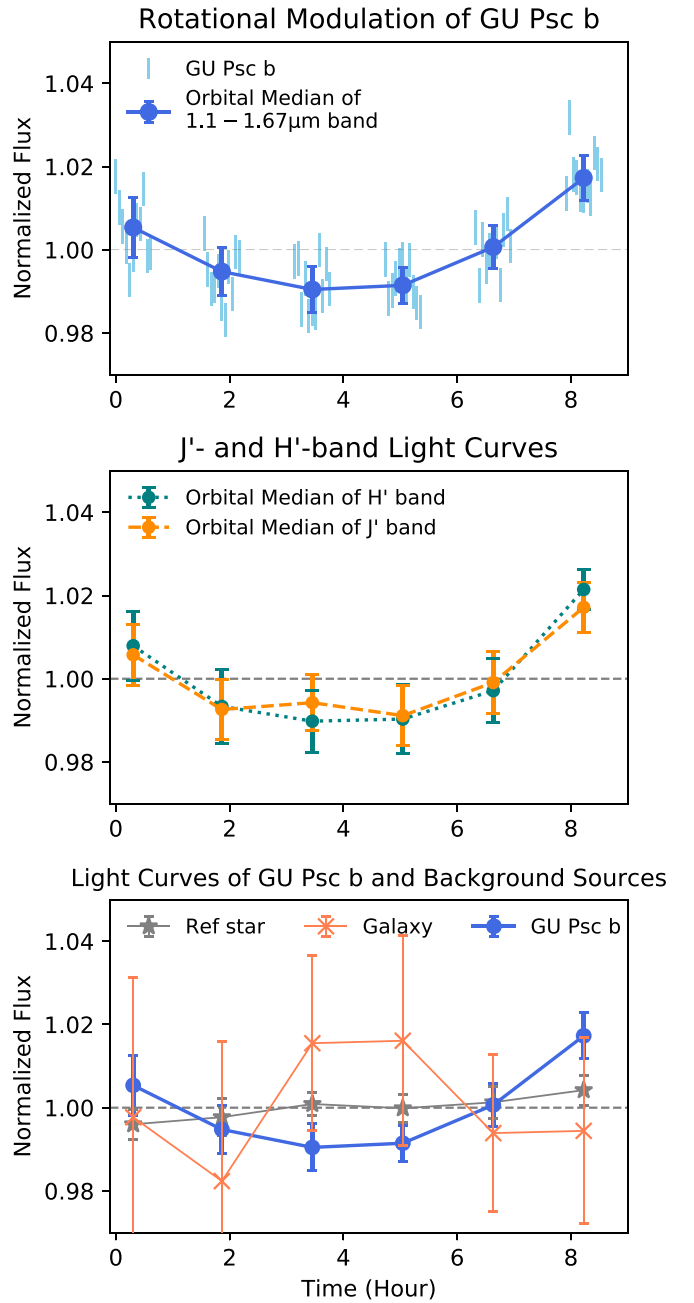 Rotational Modulation of GU Psc b
GU Psc b
Orbital Median of
1.1 − 1.67μm band
1.04
1.02
1.00
0.98
Normalized Flux
0 2 4 6 8
J'- and H'-band Light Curves
Orbital Median of H' band
Orbital Median of J' band
1.04
1.02
1.00
0.98
Normalized Flux
0 2 4 6 8
Light Curves of GU Psc b and Background Sources
Ref star Galaxy GU Psc b
1.04
1.02
1.00
0.98
Normalized Flux
0 2 4 6 8
Time (Hour)